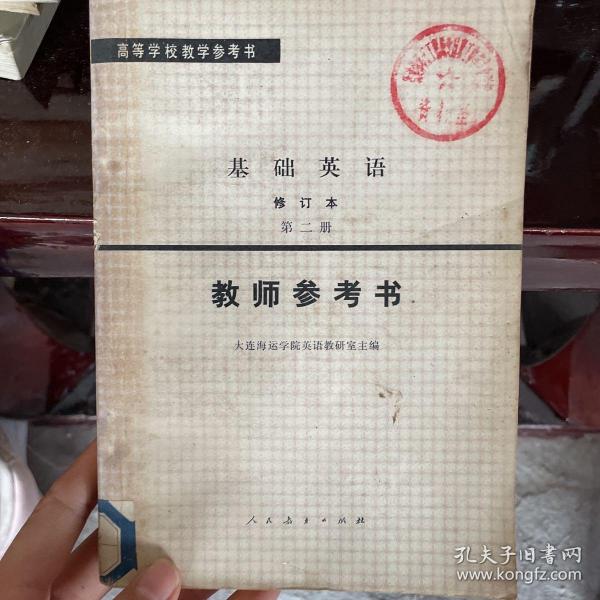 高等学校教学参考书
基础英语
修订本
第二册
教师参考书
大连海运学院英语教研室主编
人民教育出版社
孔夫子旧书网
www.kongfz.com